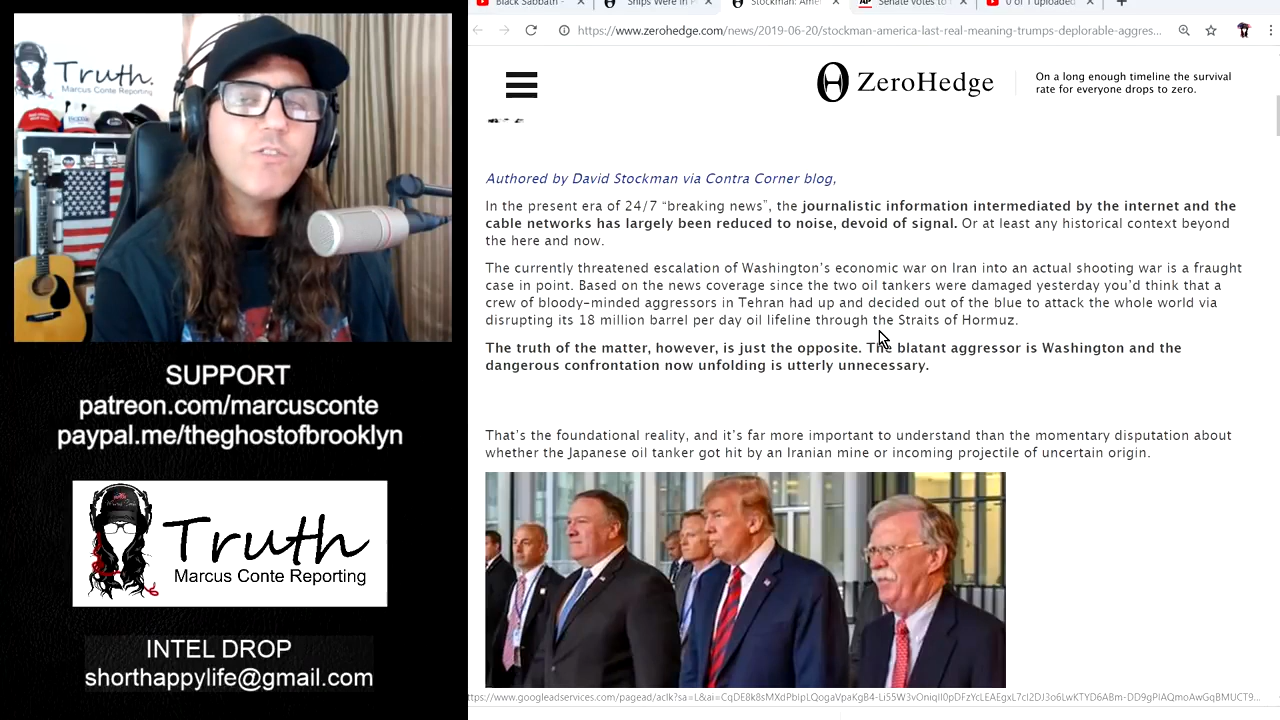 Black Sabbath -
Ships Were in P
Stockman: Ame
AP Senate votes to
0 of 1 uploaded
https://www.zerohedge.com/news/2019-06-20/stockman-america-last-real-meaning-trumps-deplorable-aggres...
ZeroHedge
On a long enough timeline the survival
rate for everyone drops to zero.
Authored by David Stockman via Contra Corner blog,
In the present era of 24/7 “breaking news”, the journalistic information intermediated by the internet and the
cable networks has largely been reduced to noise, devoid of signal. Or at least any historical context beyond
the here and now.
The currently threatened escalation of Washington’s economic war on Iran into an actual shooting war is a fraught
case in point. Based on the news coverage since the two oil tankers were damaged yesterday you’d think that a
crew of bloody-minded aggressors in Tehran had up and decided out of the blue to attack the whole world via
disrupting its 18 million barrel per day oil lifeline through the Straits of Hormuz.
The truth of the matter, however, is just the opposite. The blatant aggressor is Washington and the
dangerous confrontation now unfolding is utterly unnecessary.
That’s the foundational reality, and it’s far more important to understand than the momentary disputation about
whether the Japanese oil tanker got hit by an Iranian mine or incoming projectile of uncertain origin.
Truth.
Marcus Conte Reporting
SUPPORT
patreon.com/marcusconte
paypal.me/theghostofbrooklyn
Truth
Marcus Conte Reporting
INTEL DROP
shorthappylife@gmail.com